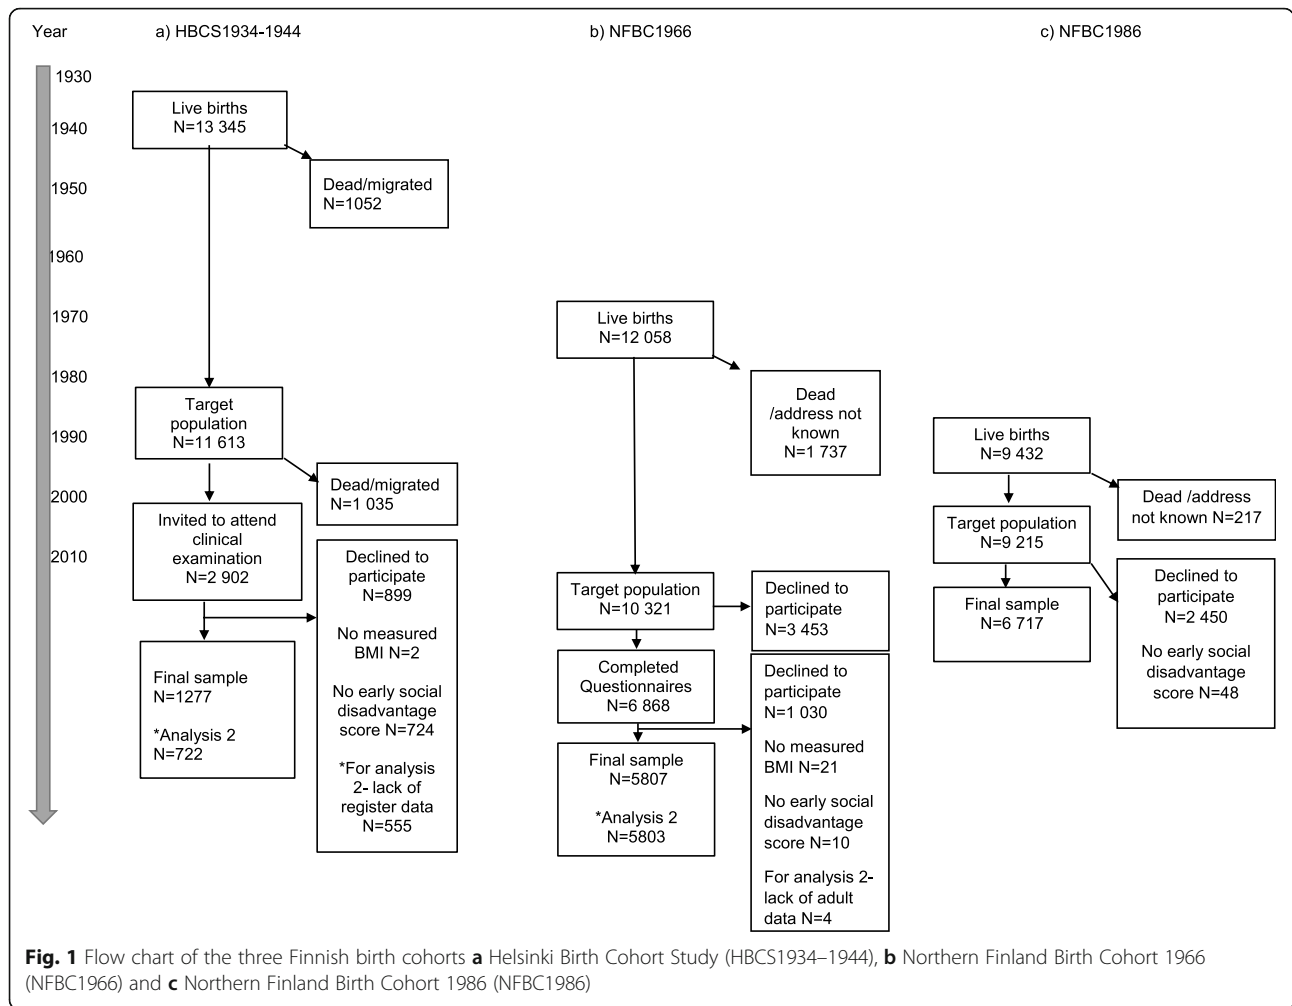 Year
a) HBCS1934-1944
b) NFBC1966
c) NFBC1986
1930
1940
1950
1960
1970
1980
1990
2000
2010
Live births
N=13 345
Dead/migrated
N=1052
Target
population
N=11 613
Dead/migrated
N=1 035
Invited to attend
clinical
examination
N=2 902
Declined to
participate
N=899
No measured
BMI N=2
No early social
disadvantage
score N=724
*For analysis
2- lack of
register data
N=555
Final sample
N=1277
*Analysis 2
N=722
Live births
N=12 058
Dead
/address not
known
N=1 737
Target population
N=10 321
Declined to
participate
N=3 453
Completed
Questionnaires
N=6 868
Declined to
participate
N=1 030
No measured
BMI N=21
No early social
disadvantage
score N=10
For analysis 2-
lack of adult
data N=4
Final sample
N=5807
*Analysis 2
N=5803
Live births
N=9 432
Dead /address
not known N=217
Target population
N=9 215
Declined to
participate
N=2 450
No early social
disadvantage
score N=48
Final sample
N=6 717
Fig. 1 Flow chart of the three Finnish birth cohorts a Helsinki Birth Cohort Study (HBCS1934–1944), b Northern Finland Birth Cohort 1966
(NFBC1966) and c Northern Finland Birth Cohort 1986 (NFBC1986)